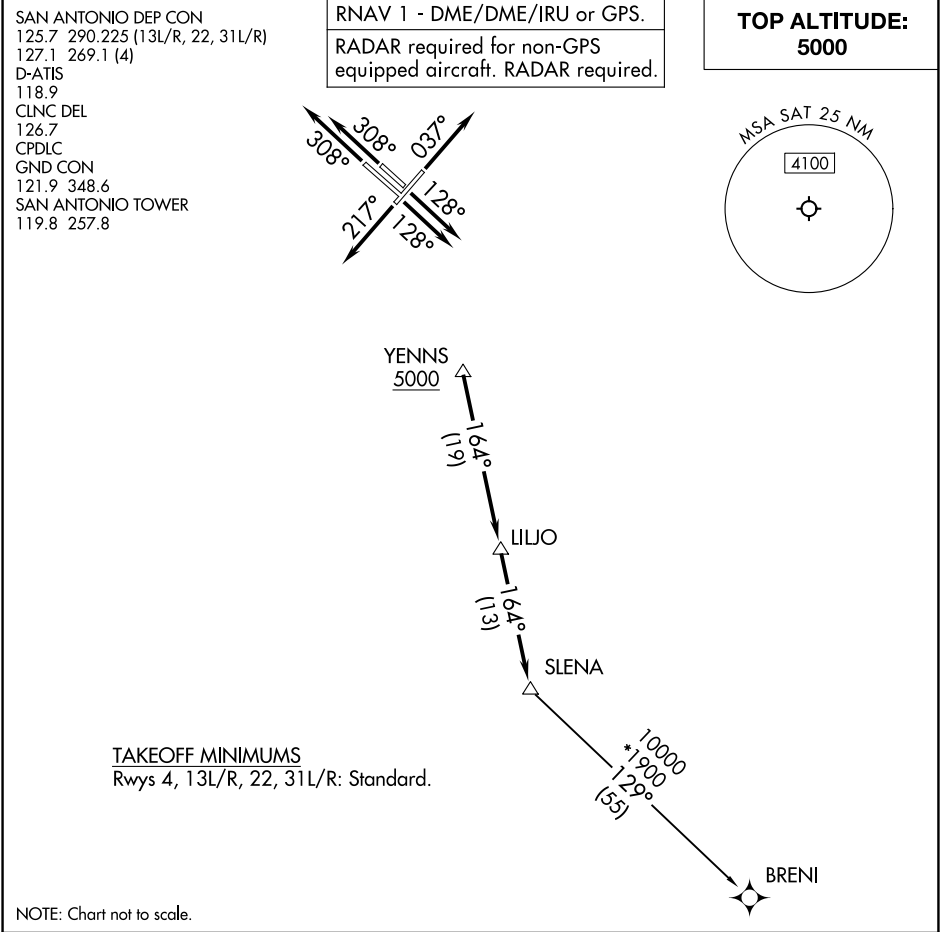 SAN ANTONIO DEP CON
125.7 290.225 (13L/R, 22, 31L/R)
127.1 269.1 (4)
D-ATIS
118.9
CLNC DEL
126.7
CPDLC
GND CON
121.9 348.6
SAN ANTONIO TOWER
119.8 257.8
RNAV 1 - DME/DME/IRU or GPS.
RADAR required for non-GPS
equipped aircraft. RADAR required.
TOP ALTITUDE:
5000
308°
308°
037°
217°
128°
128°
MSA SAT 25 NM
4100
YENNS
5000
164°
(19)
LILJO
164°
(13)
SLENA
10000
*1900
129°
(55)
BRENI
TAKEOFF MINIMUMS
Rwys 4, 13L/R, 22, 31L/R: Standard.
NOTE: Chart not to scale.